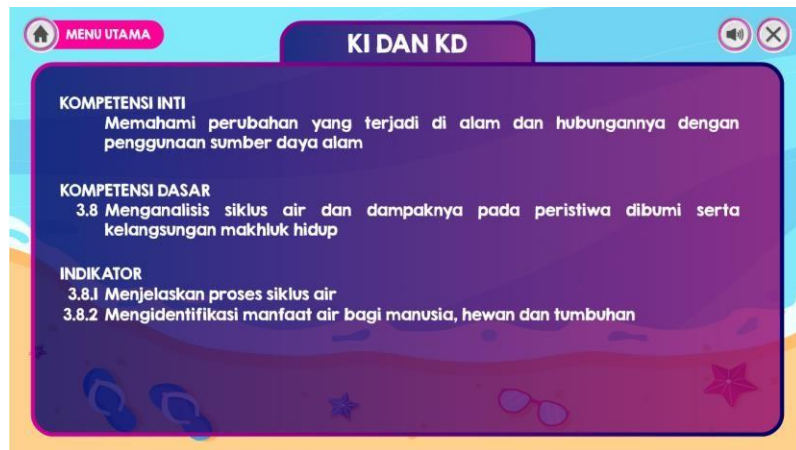 MENU UTAMA
KI DAN KD
KOMPETENSI INTI
Memahami perubahan yang terjadi di alam dan hubungannya dengan
penggunaan sumber daya alam
KOMPETENSI DASAR
3.8 Menganalisis siklus air dan dampaknya pada peristiwa dibumi serta
kelangsungan makhluk hidup
INDIKATOR
3.8.1 Menjelaskan proses siklus air
3.8.2 Mengidentifikasi manfaat air bagi manusia, hewan dan tumbuhan